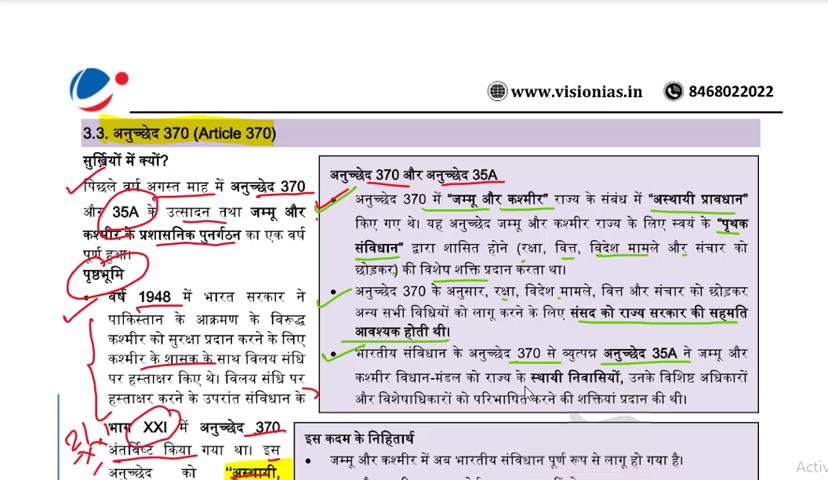 www.visionias.in 8468022022
3.3. अनुच्छेद 370 (Article 370)
सुर्ख़ियों में क्यों?
पिछले वर्ष अगस्त माह में अनुच्छेद 370
और 35A के उत्सादन तथा जम्मू और
कश्मीर के प्रशासनिक पुनर्गठन का एक वर्ष
पूर्ण हुआ।
पृष्ठभूमि
• वर्ष 1948 में भारत सरकार ने
पाकिस्तान के आक्रमण के विरूद्ध
कश्मीर को सुरक्षा प्रदान करने के लिए
कश्मीर के शासक के साथ विलय संधि
पर हस्ताक्षर किए थे। विलय संधि पर
हस्ताक्षर करने के उपरांत संविधान के
भाग XXI में अनुच्छेद 370
अंतर्विष्ट किया गया था। इस
अनुच्छेद को "अस्थायी,
अनुच्छेद 370 और अनुच्छेद 35A
• अनुच्छेद 370 में "जम्मू और कश्मीर" राज्य के संबंध में "अस्थायी प्रावधान"
किए गए थे। यह अनुच्छेद जम्मू और कश्मीर राज्य के लिए स्वयं के "पृथक
संविधान" द्वारा शासित होने (रक्षा, वित्त, विदेश मामले और संचार को
छोड़कर) की विशेष शक्ति प्रदान करता था।
• अनुच्छेद 370 के अनुसार, रक्षा, विदेश मामले, वित्त और संचार को छोड़कर
अन्य सभी विधियों को लागू करने के लिए संसद को राज्य सरकार की सहमति
आवश्यक होती थी।
• भारतीय संविधान के अनुच्छेद 370 से व्युत्पन्न अनुच्छेद 35A ने जम्मू और
कश्मीर विधान-मंडल को राज्य के स्थायी निवासियों, उनके विशिष्ट अधिकारों
और विशेषाधिकारों को परिभाषित करने की शक्तियां प्रदान की थी।
इस कदम के निहितार्थ
• जम्मू और कश्मीर में अब भारतीय संविधान पूर्ण रूप से लागू हो गया है।